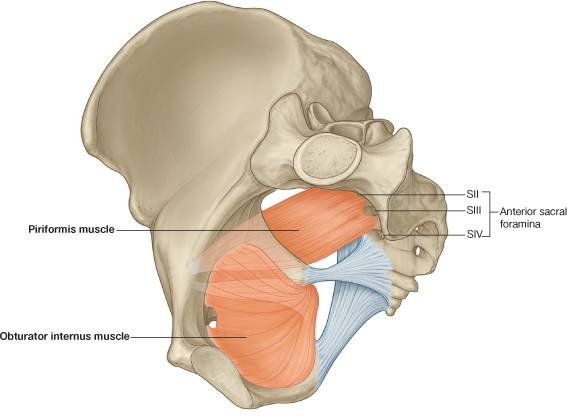 SII
SIII
Anterior sacral
foramina
Piriformis muscle
SIV
Obturator internus muscle